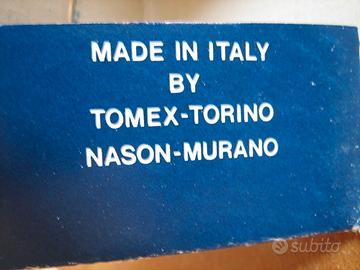 MADE IN ITALY
BY
TOMEX-TORINO
NASON-MURANO
subito